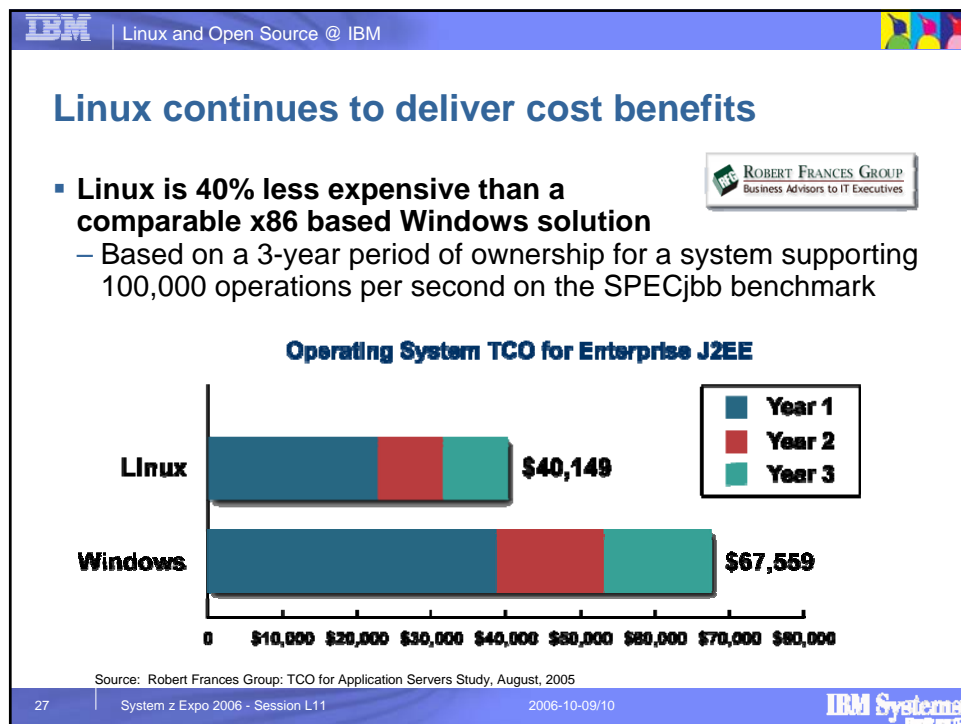 IBM
Linux and Open Source @ IBM
Linux continues to deliver cost benefits
RFG ROBERT FRANCES GROUP
Business Advisors to IT Executives
▪ Linux is 40% less expensive than a
comparable x86 based Windows solution
– Based on a 3-year period of ownership for a system supporting
100,000 operations per second on the SPECjbb benchmark
Operating System TCO for Enterprise J2EE
Year 1
Year 2
Year 3
Linux
$40,149
Windows
$67,559
0 $10,000 $20,000 $30,000 $40,000 $50,000 $60,000 $70,000 $80,000
Source: Robert Frances Group: TCO for Application Servers Study, August, 2005
27 System z Expo 2006 - Session L11 2006-10-09/10 IBM Systems